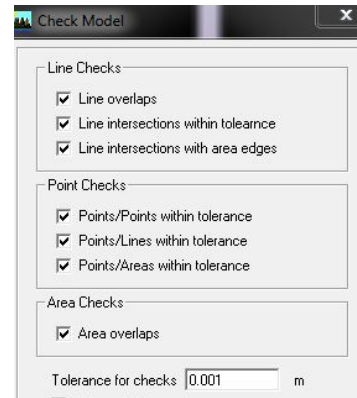 Check Model
x
Line Checks
Line overlaps
Line intersections within tolearnce
Line intersections with area edges
Point Checks
Points/Points within tolerance
Points/Lines within tolerance
Points/Areas within tolerance
Area Checks
Area overlaps
Tolerance for checks 0.001 m